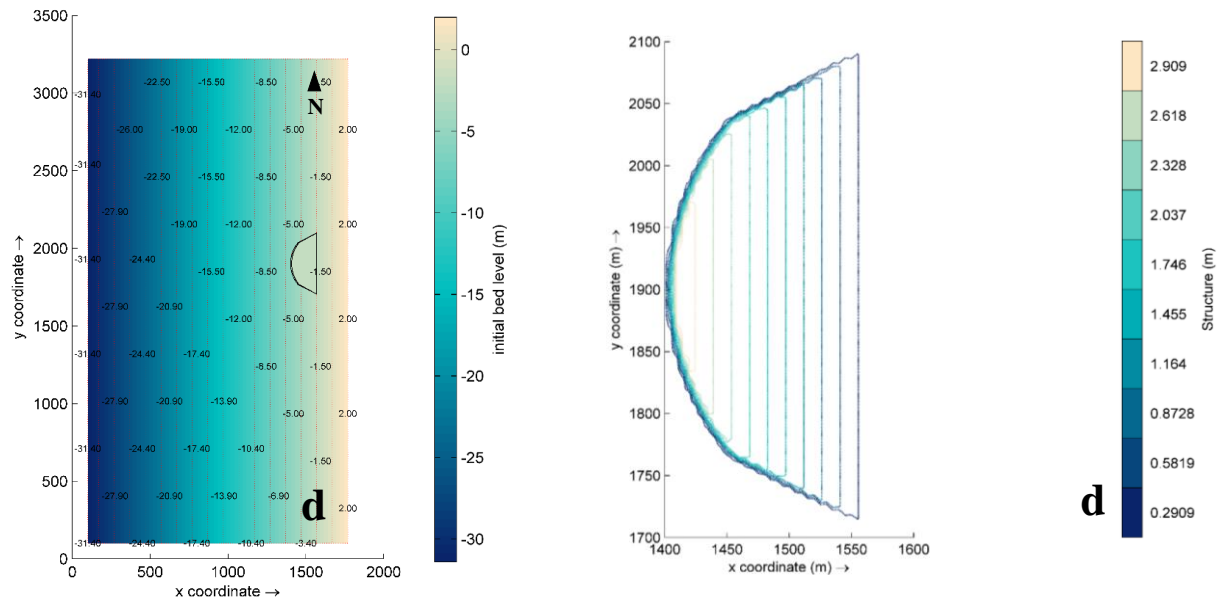 3500
3000
2500
2000
1500
1000
500
0
y coordinate →
-22.50 -15.50 -8.50 .50
-31.40 N
-26.00 -19.00 -12.00 -5.00 2.00
-31.40
-22.50 -15.50 -8.50 -1.50
-27.90
-19.00 -12.00 -5.00 2.00
-31.40 -24.40
-15.50 -8.50 -1.50
-27.90 -20.90
-12.00 -5.00 2.00
-31.40 -24.40 -17.40
-8.50 -1.50
-27.90 -20.90 -13.90
-5.00 2.00
-31.40 -24.40 -17.40 -10.40
-1.50
-27.90 -20.90 -13.90 -6.90
2.00
d
-31.40 -24.40 -17.40 -10.40 -3.40
0 500 1000 1500 2000
x coordinate →
0
-5
-10
-15
-20
-25
-30
initial bed level (m)
2100
2050
2000
1950
1900
1850
1800
1750
1700
y coordinate (m) →
1400 1450 1500 1550 1600
x coordinate (m) →
d
2.909
2.618
2.328
2.037
1.746
1.455
1.164
0.8728
0.5819
0.2909
Structure (m)